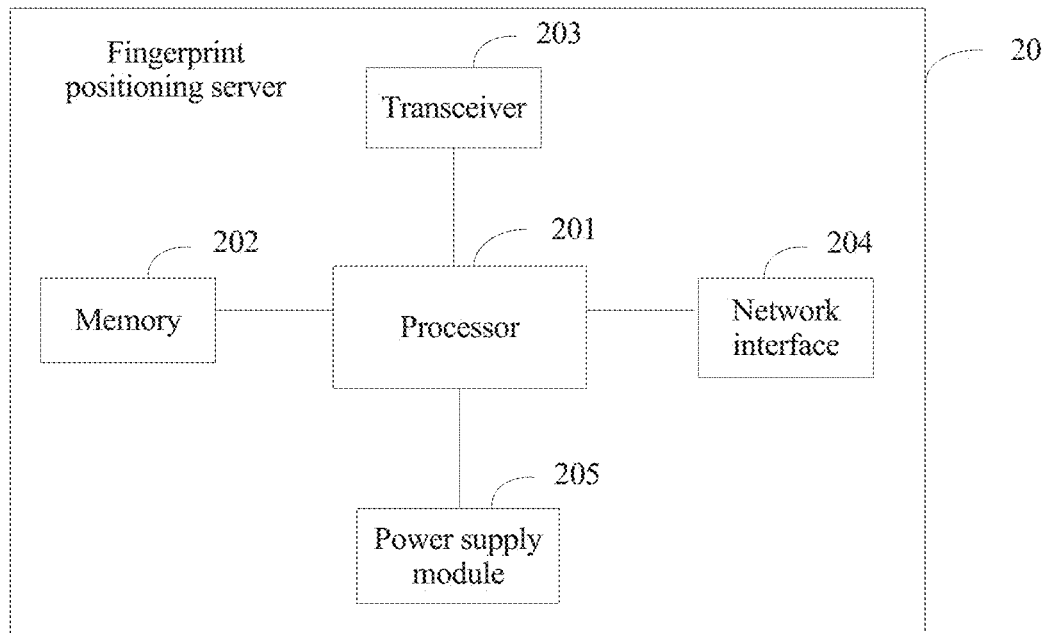 Fingerprint
positioning server
203
20
Transceiver
202
201
204
Memory
Processor
Network
interface
205
Power supply
module